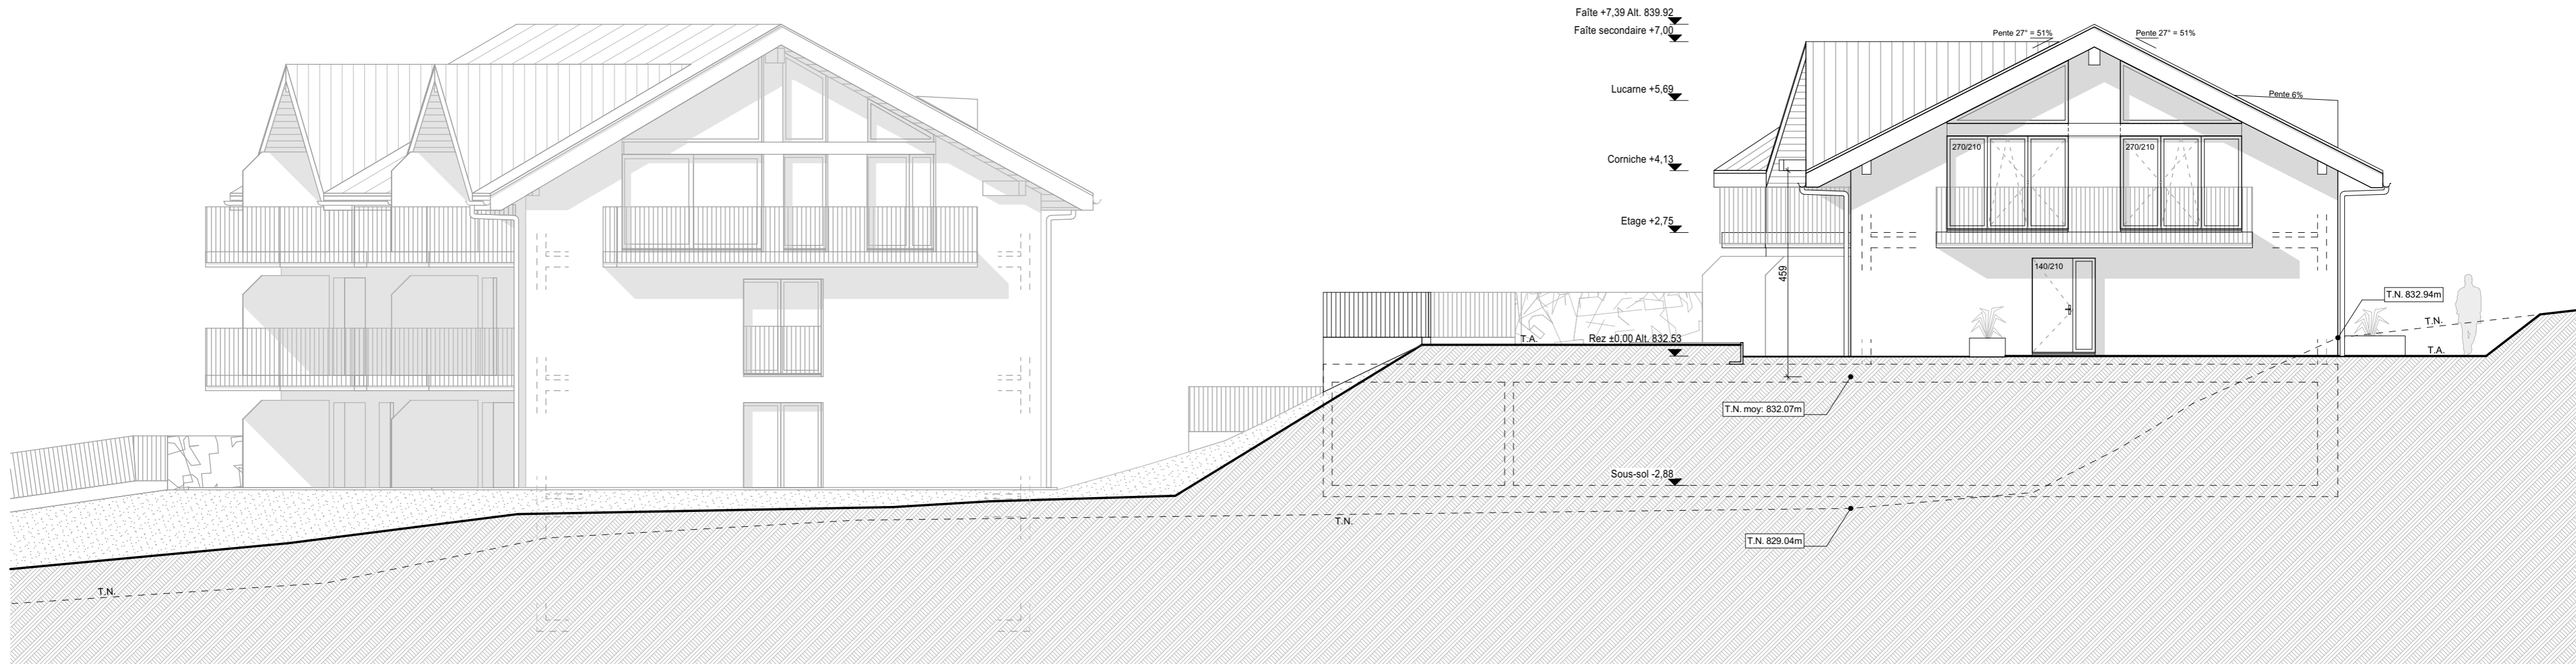 Faîte +7,39 Alt. 839.92
Faîte secondaire +7,00
Pente 27° = 51%
Pente 27° = 51%
Lucarne +5,69
Pente 6%
Corniche +4,13
270/210
270/210
Etage +2,75
459
140/210
T.N. 832.94m
T.N.
T.A.
Rez ±0,00 Alt. 832.53
T.A.
T.N. moy: 832.07m
Sous-sol -2,88
T.N.
T.N. 829.04m
T.N.